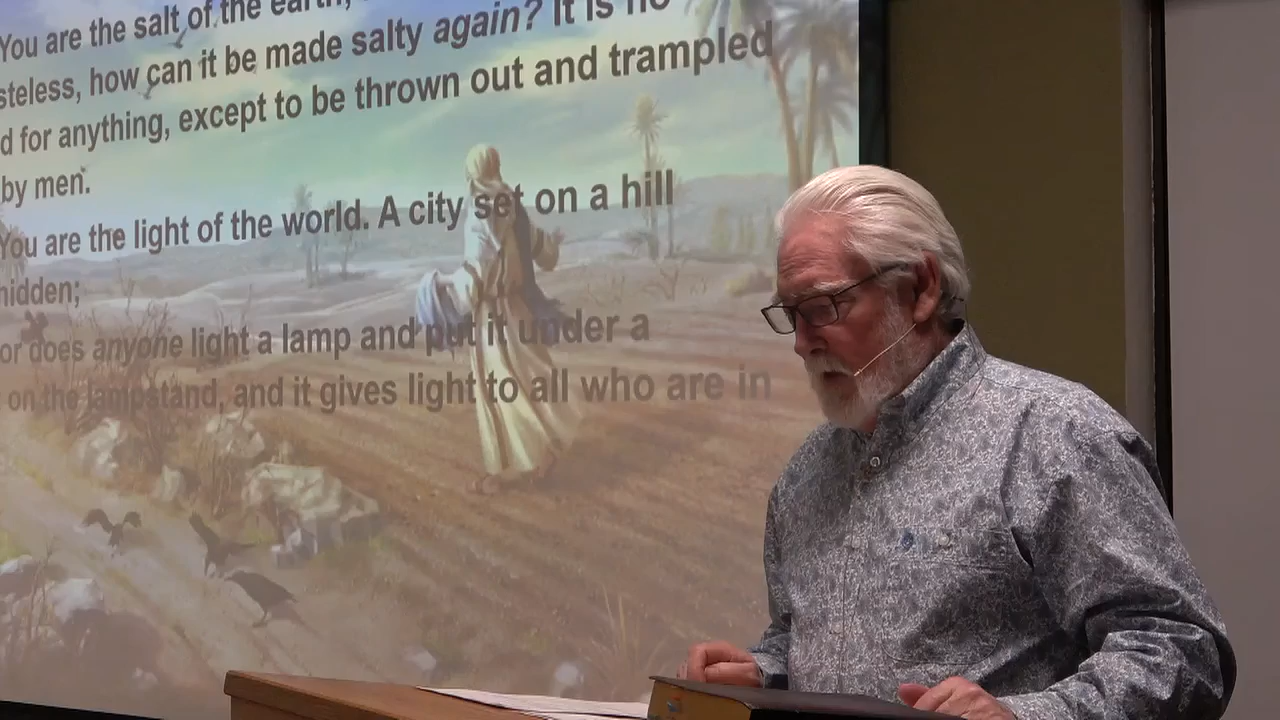 You are the salt of the earth,
steless, how can it be made salty again? It is no
d for anything, except to be thrown out and trampled
by men.
You are the light of the world. A city set on a hill
hidden;
or does anyone light a lamp and put it under a
on the lampstand, and it gives light to all who are in